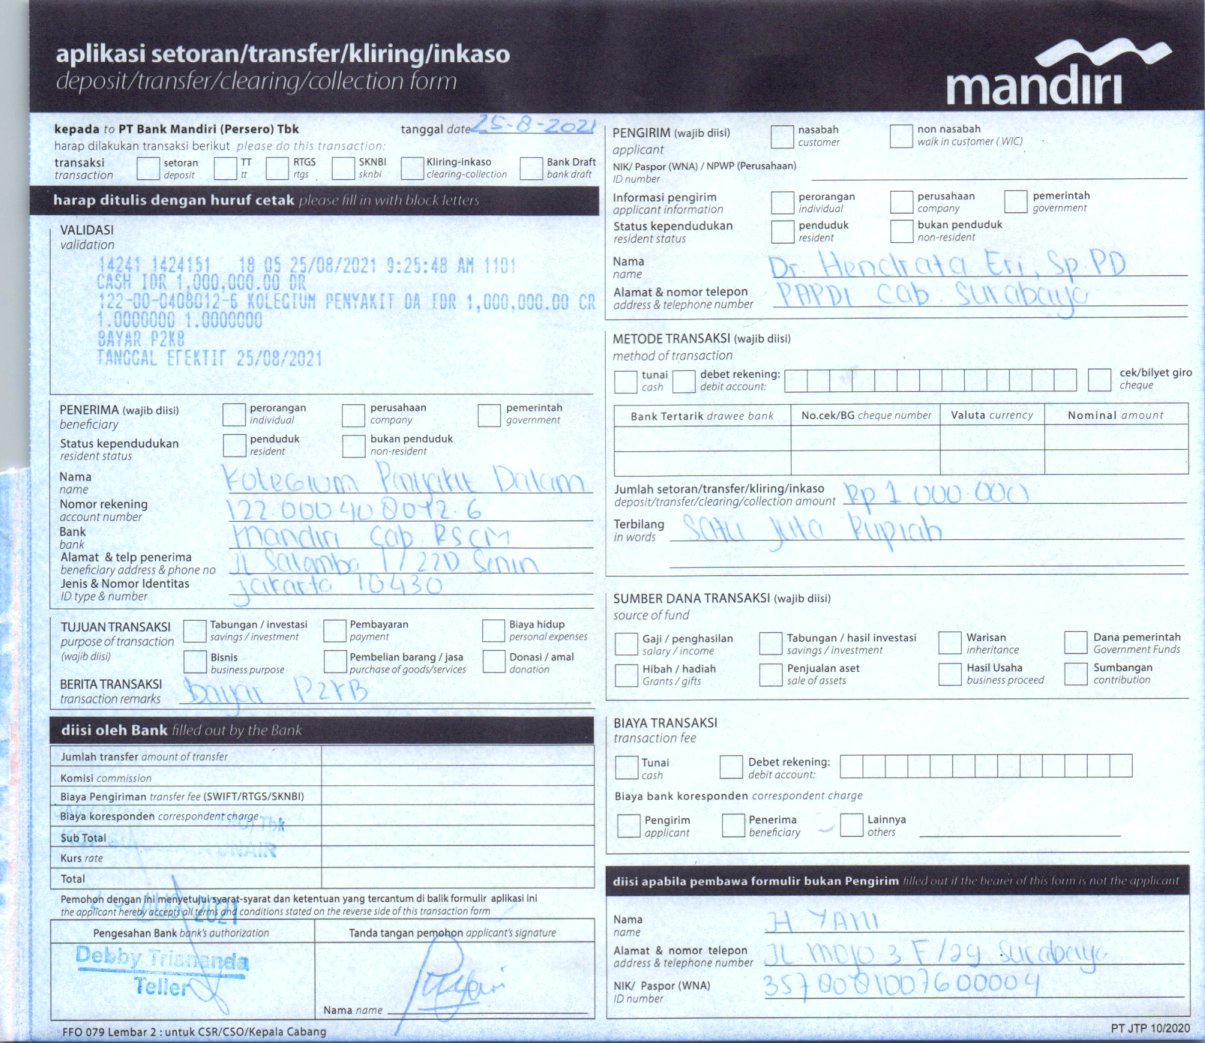 aplikasi setoran/transfer/kliring/inkaso
deposit/transfer/clearing/collection form
mandiri
kepada to PT Bank Mandiri (Persero) Tbk
tanggal date 25-8-2021
harap dilakukan transaksi berikut please do this transaction:
transaksi
transaction
setoran
deposit
TT
tt
RTGS
rtgs
SKNBI
sknbi
Kliring-inkaso
clearing-collection
Bank Draft
bank draft
harap ditulis dengan huruf cetak please fill in with block letters
VALIDASI
validation
14241 1424151 18 05 25/08/2021 9:25:48 AM 1101
CASH IDR 1,000,000.00 DR
122-00-0408012-6 KOLEGIUM PENYAKIT DA IDR 1,000,000.00 CR
1.0000000 1.0000000
BAYAR P2KB
TANGGAL EFEKTIF 25/08/2021
PENERIMA (wajib diisi)
beneficiary
perorangan
individual
perusahaan
company
pemerintah
government
Status kependudukan
resident status
penduduk
resident
bukan penduduk
non-resident
Nama Kolegium Penyakit Dalam
name
Nomor rekening 122.000408012.6
account number
Bank Mandiri Cab. RSCM
bank
Alamat & telp penerima Jl Salamba I / 22D Senin
beneficiary address & phone no
Jenis & Nomor Identitas Jakarta 10430
ID type & number
TUJUAN TRANSAKSI
purpose of transaction
(wajib diisi)
Tabungan / investasi
savings / investment
Pembayaran
payment
Biaya hidup
personal expenses
Bisnis
business purpose
Pembelian barang / jasa
purchase of goods/services
Donasi / amal
donation
BERITA TRANSAKSI bayar P2KB
transaction remarks
diisi oleh Bank filled out by the Bank
Jumlah transfer amount of transfer
Komisi commission
Biaya Pengiriman transfer fee (SWIFT/RTGS/SKNBI)
Biaya koresponden correspondent charge
Tbk
Sub Total
UNAIR
Kurs rate
Total
Pemohon dengan ini menyetujui syarat-syarat dan ketentuan yang tercantum di balik formulir aplikasi ini
the applicant hereby accepts all terms and conditions stated on the reverse side of this transaction form
2021
Pengesahan Bank bank's authorization
Debby Triananda
Teller
Tanda tangan pemohon applicant's signature
Nama name
FFO 079 Lembar 2 : untuk CSR/CSO/Kepala Cabang
PENGIRIM (wajib diisi)
applicant
nasabah
customer
non nasabah
walk in customer ( WIC)
NIK/ Paspor (WNA) / NPWP (Perusahaan)
ID number
Informasi pengirim
applicant information
perorangan
individual
perusahaan
company
pemerintah
government
Status kependudukan
resident status
penduduk
resident
bukan penduduk
non-resident
Nama Dr. Hendrata Eri, Sp.PD
name
Alamat & nomor telepon PAPDI Cab. Surabaya
address & telephone number
METODE TRANSAKSI (wajib diisi)
method of transaction
tunai
cash
debet rekening:
debit account:
cek/bilyet giro
cheque
Bank Tertarik drawee bank
No.cek/BG cheque number
Valuta currency
Nominal amount
Jumlah setoran/transfer/kliring/inkaso Rp 1 000.000
deposit/transfer/clearing/collection amount
Terbilang Satu Juta Rupiah
in words
SUMBER DANA TRANSAKSI (wajib diisi)
source of fund
Gaji / penghasilan
salary / income
Tabungan / hasil investasi
savings / investment
Warisan
inheritance
Dana pemerintah
Government Funds
Hibah / hadiah
Grants / gifts
Penjualan aset
sale of assets
Hasil Usaha
business proceed
Sumbangan
contribution
BIAYA TRANSAKSI
transaction fee
Tunai
cash
Debet rekening:
debit account:
Biaya bank koresponden correspondent charge
Pengirim
applicant
Penerima
beneficiary
Lainnya
others
diisi apabila pembawa formulir bukan Pengirim filled out if the bearer of this form is not the applicant
Nama H YANI
name
Alamat & nomor telepon JL MOJO 3 F/29 Surabaya
address & telephone number
NIK/ Paspor (WNA)
ID number
PT JTP 10/2020